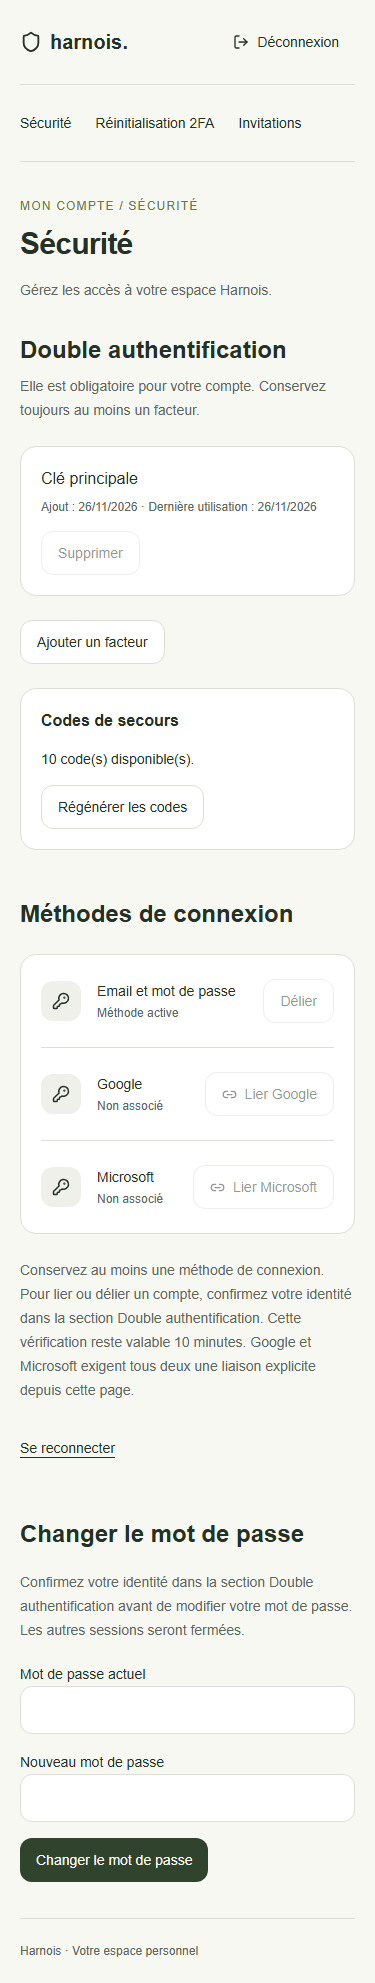 harnois.
Déconnexion
Sécurité
Réinitialisation 2FA
Invitations
MON COMPTE / SÉCURITÉ
Sécurité
Gérez les accès à votre espace Harnois.
Double authentification
Elle est obligatoire pour votre compte. Conservez
toujours au moins un facteur.
Clé principale
Ajout : 26/11/2026 · Dernière utilisation : 26/11/2026
Supprimer
Ajouter un facteur
Codes de secours
10 code(s) disponible(s).
Régénérer les codes
Méthodes de connexion
Email et mot de passe
Méthode active
Délier
Google
Non associé
Lier Google
Microsoft
Non associé
Lier Microsoft
Conservez au moins une méthode de connexion.
Pour lier ou délier un compte, confirmez votre identité
dans la section Double authentification. Cette
vérification reste valable 10 minutes. Google et
Microsoft exigent tous deux une liaison explicite
depuis cette page.
Se reconnecter
Changer le mot de passe
Confirmez votre identité dans la section Double
authentification avant de modifier votre mot de passe.
Les autres sessions seront fermées.
Mot de passe actuel
Nouveau mot de passe
Changer le mot de passe
Harnois · Votre espace personnel